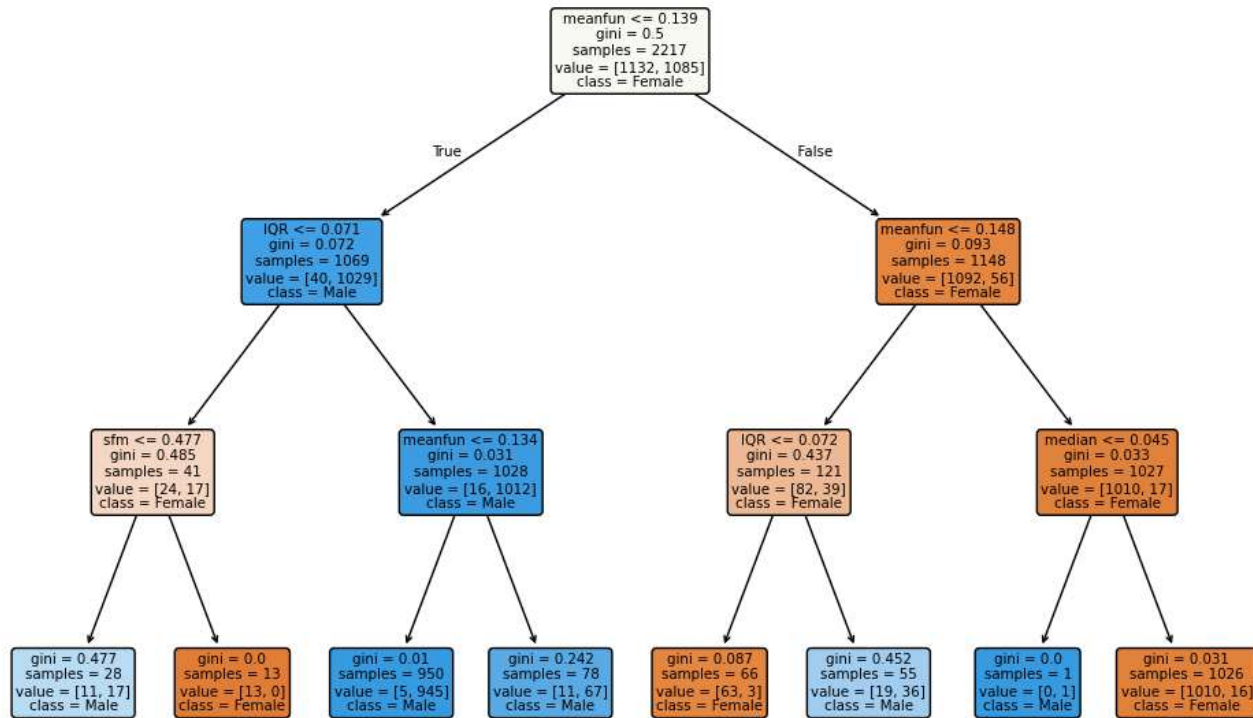 meanfun <= 0.139
gini = 0.5
samples = 2217
value = [1132, 1085]
class = Female
True
False
IQR <= 0.071
gini = 0.072
samples = 1069
value = [40, 1029]
class = Male
meanfun <= 0.148
gini = 0.093
samples = 1148
value = [1092, 56]
class = Female
sfm <= 0.477
gini = 0.485
samples = 41
value = [24, 17]
class = Female
meanfun <= 0.134
gini = 0.031
samples = 1028
value = [16, 1012]
class = Male
IQR <= 0.072
gini = 0.437
samples = 121
value = [82, 39]
class = Female
median <= 0.045
gini = 0.033
samples = 1027
value = [1010, 17]
class = Female
gini = 0.477
samples = 28
value = [11, 17]
class = Male
gini = 0.0
samples = 13
value = [13, 0]
class = Female
gini = 0.01
samples = 950
value = [5, 945]
class = Male
gini = 0.242
samples = 78
value = [11, 67]
class = Male
gini = 0.087
samples = 66
value = [63, 3]
class = Female
gini = 0.452
samples = 55
value = [19, 36]
class = Male
gini = 0.0
samples = 1
value = [0, 1]
class = Male
gini = 0.031
samples = 1026
value = [1010, 16]
class = Female